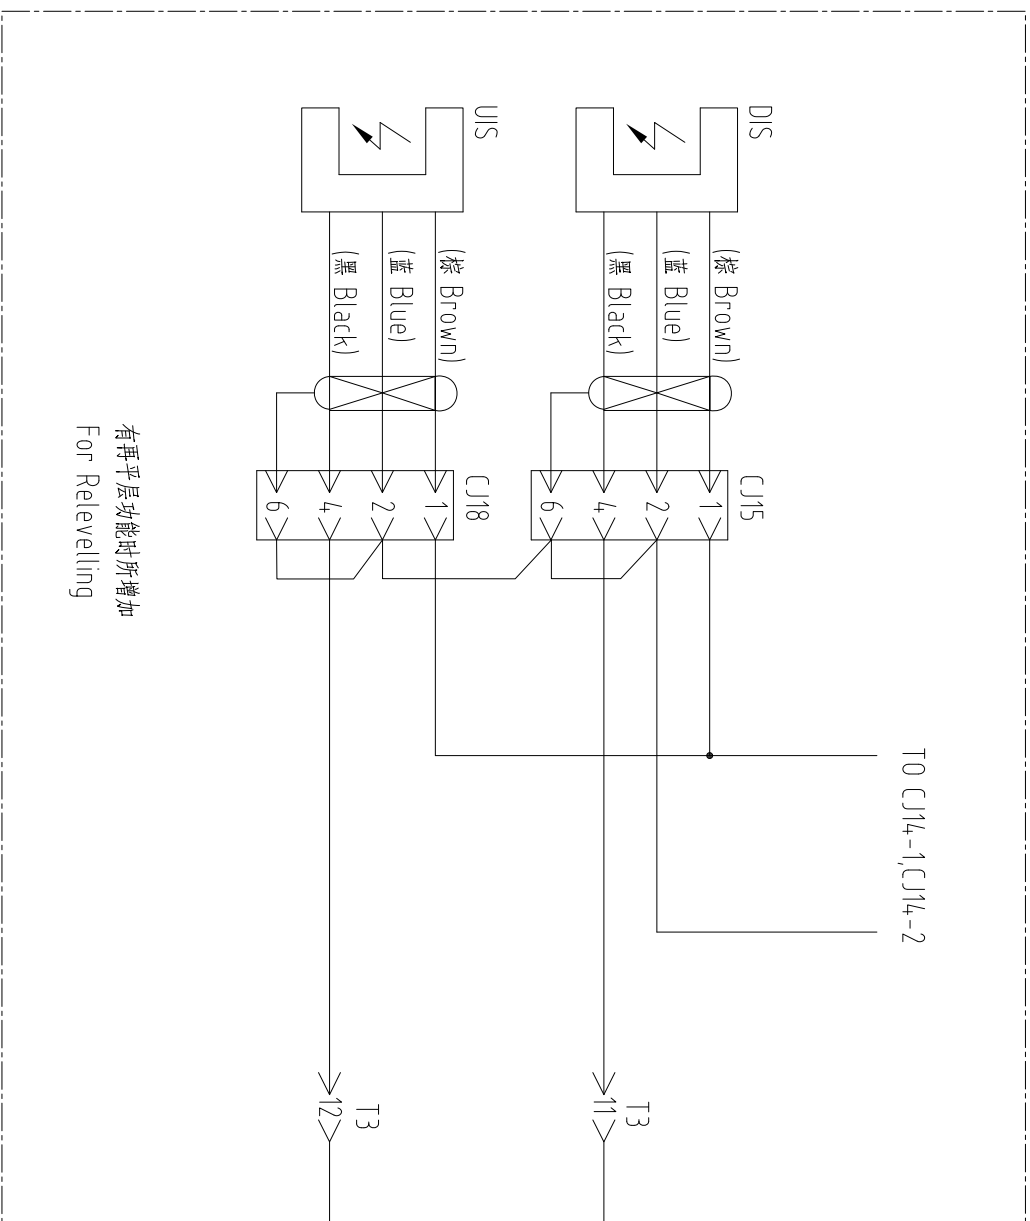 TO CJ14-1,CJ14-2
DIS
(棕 Brown)
(蓝 Blue)
(黑 Black)
CJ15
1
2
4
6
T3
11
UIS
(棕 Brown)
(蓝 Blue)
(黑 Black)
CJ18
1
2
4
6
T3
12
有再平层功能时所增加
For Relevelling